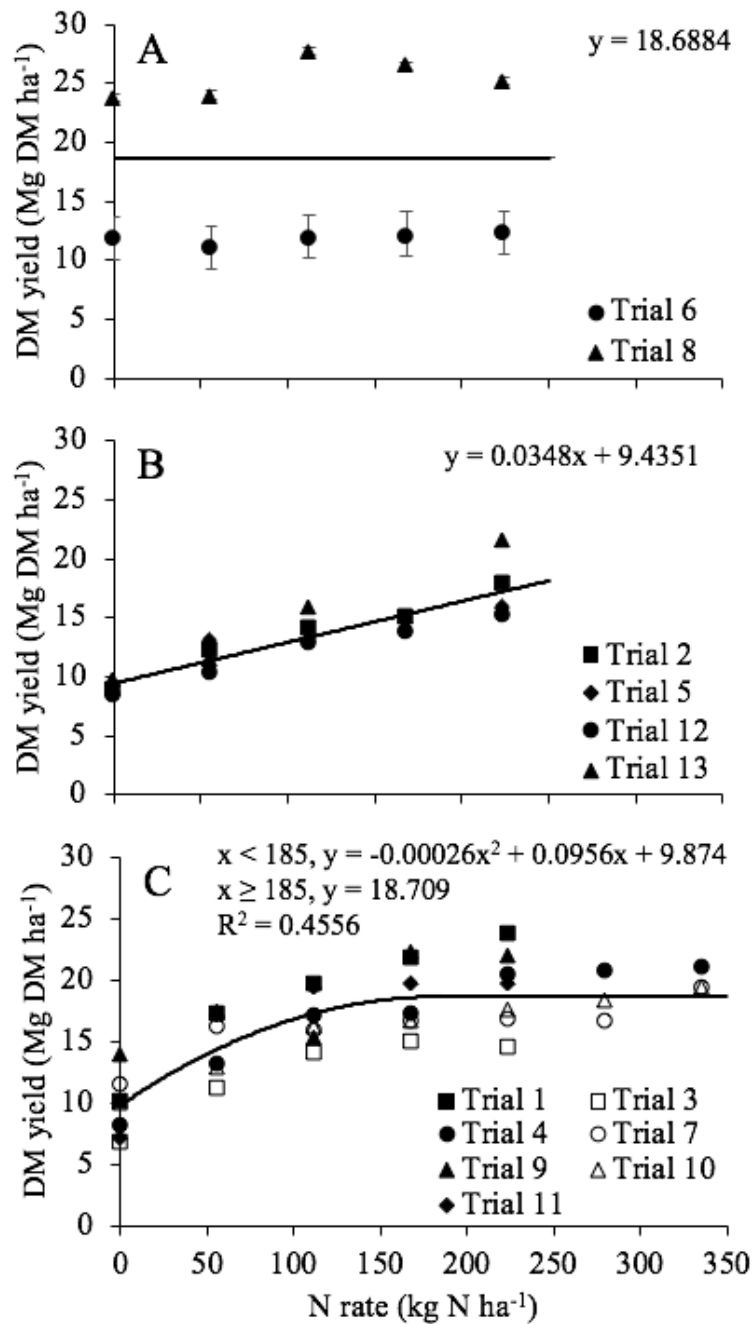 A
y = 18.6884
DM yield (Mg DM ha⁻¹)
30
25
20
15
10
5
0
Trial 6
Trial 8
B
y = 0.0348x + 9.4351
DM yield (Mg DM ha⁻¹)
30
25
20
15
10
5
0
Trial 2
Trial 5
Trial 12
Trial 13
C
x < 185, y = -0.00026x² + 0.0956x + 9.874
x ≥ 185, y = 18.709
R² = 0.4556
DM yield (Mg DM ha⁻¹)
30
25
20
15
10
5
0
Trial 1 Trial 3
Trial 4 Trial 7
Trial 9 Trial 10
Trial 11
0 50 100 150 200 250 300 350
N rate (kg N ha⁻¹)